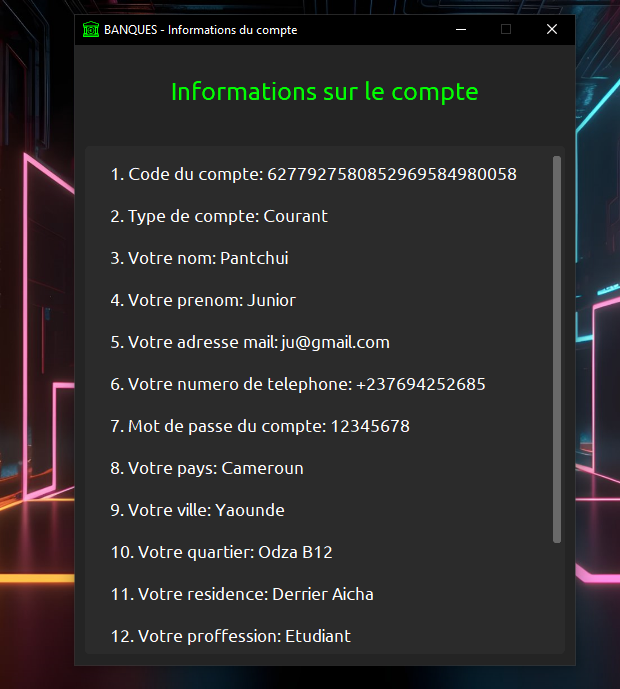 BANQUES - Informations du compte
Informations sur le compte
1. Code du compte: 6277927580852969584980058
2. Type de compte: Courant
3. Votre nom: Pantchui
4. Votre prenom: Junior
5. Votre adresse mail: ju@gmail.com
6. Votre numero de telephone: +237694252685
7. Mot de passe du compte: 12345678
8. Votre pays: Cameroun
9. Votre ville: Yaounde
10. Votre quartier: Odza B12
11. Votre residence: Derrier Aicha
12. Votre proffession: Etudiant